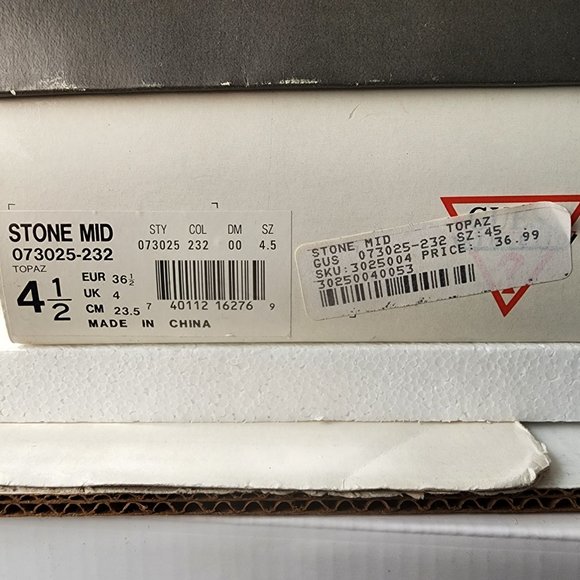 STONE MID
073025-232
TOPAZ
STY COL DM SZ
073025 232 00 4.5
4 1/2
EUR 36½
UK 4
CM 23.5
7 40112 16276 9
MADE IN CHINA
TOPAZ
STONE MID SZ:45
GUS 073025-232
SKU:3025004 PRICE: 36.99
30250040053